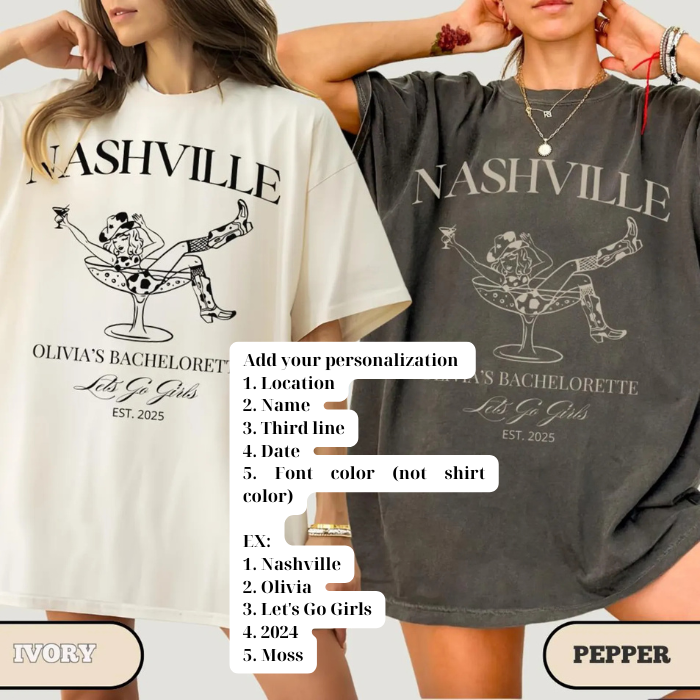 NASHVILLE
OLIVIA'S BACHELORETT
Let's Go Girls
EST. 2025
NASHVILLE
'S BACHELORETTE
Let's Go Girls
EST. 2025
Add your personalization
1. Location
2. Name
3. Third line
4. Date
5. Font color (not shirt
color)
EX:
1. Nashville
2. Olivia
3. Let's Go Girls
4. 2024
5. Moss
IVORY
PEPPER